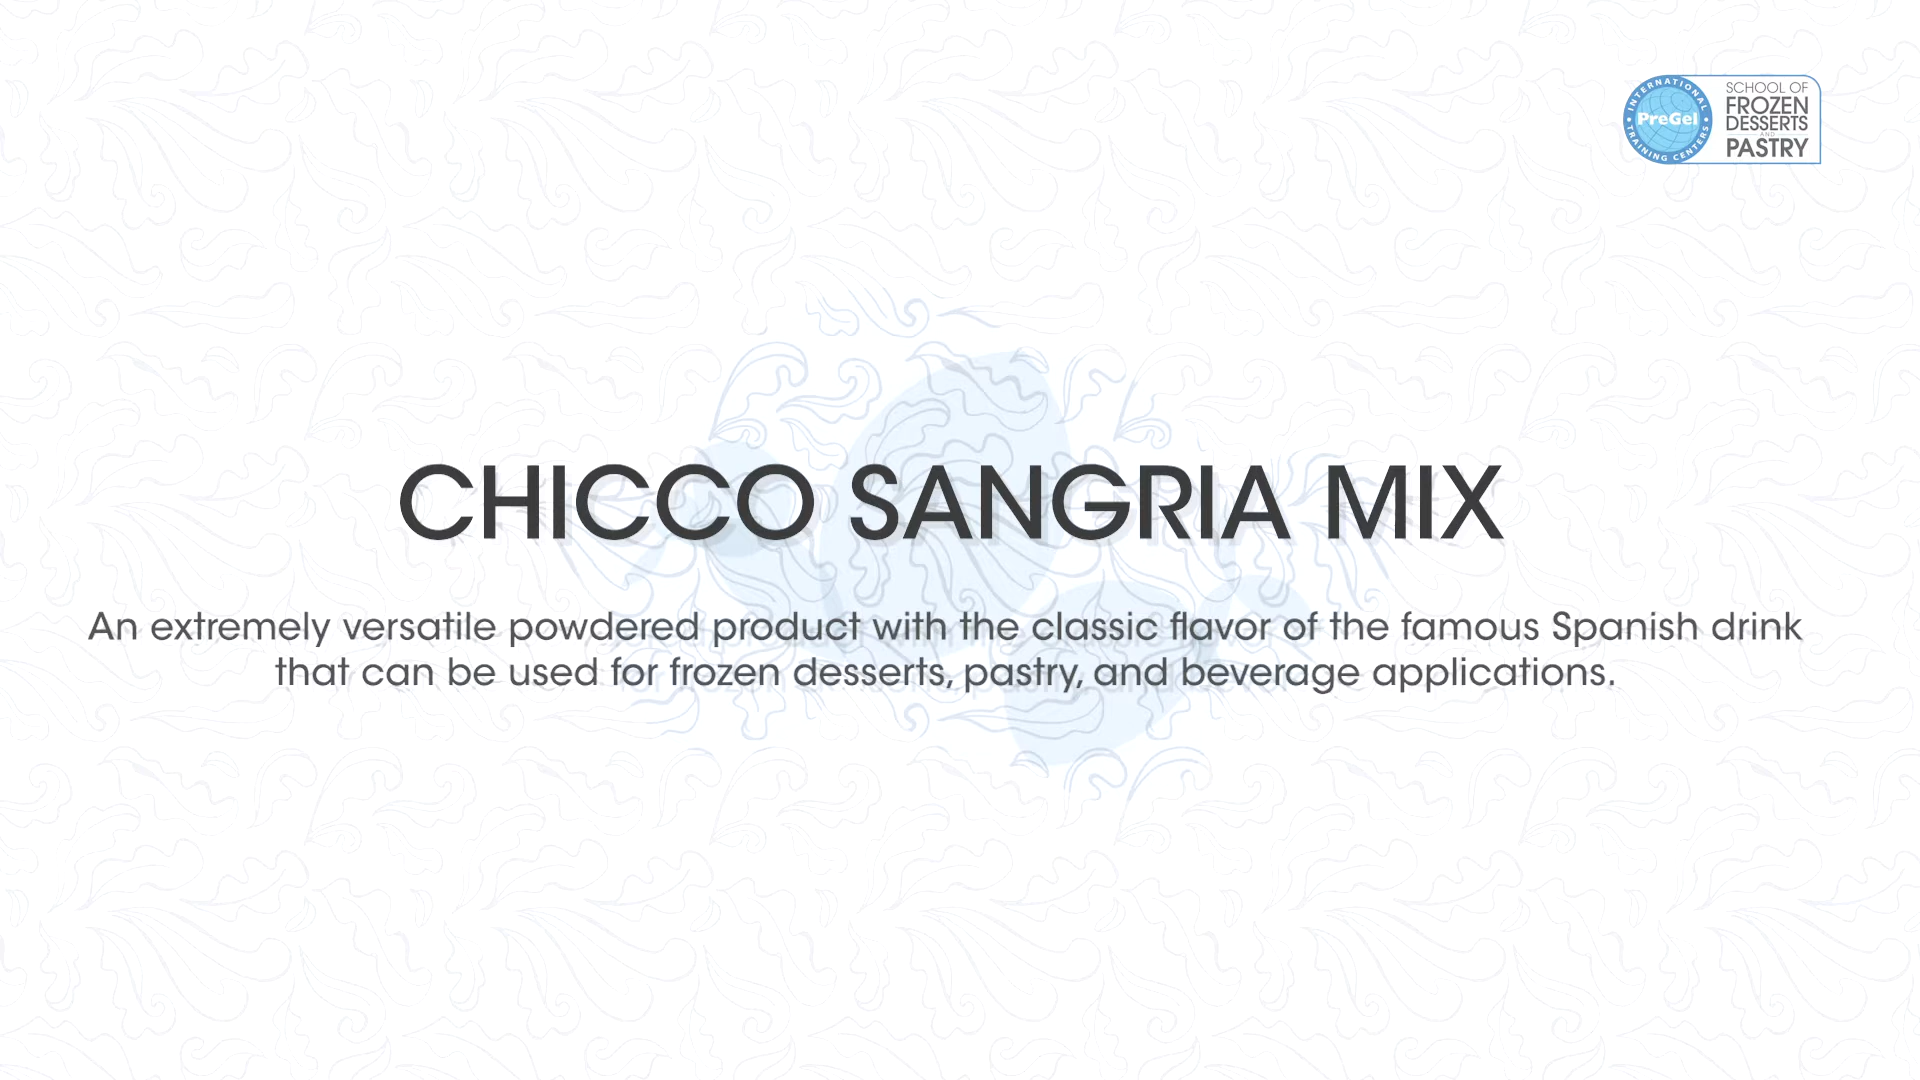 INTERNATIONAL
PreGel
TRAINING CENTERS
SCHOOL OF
FROZEN
DESSERTS
AND
PASTRY
CHICCO SANGRIA MIX
An extremely versatile powdered product with the classic flavor of the famous Spanish drink
that can be used for frozen desserts, pastry, and beverage applications.